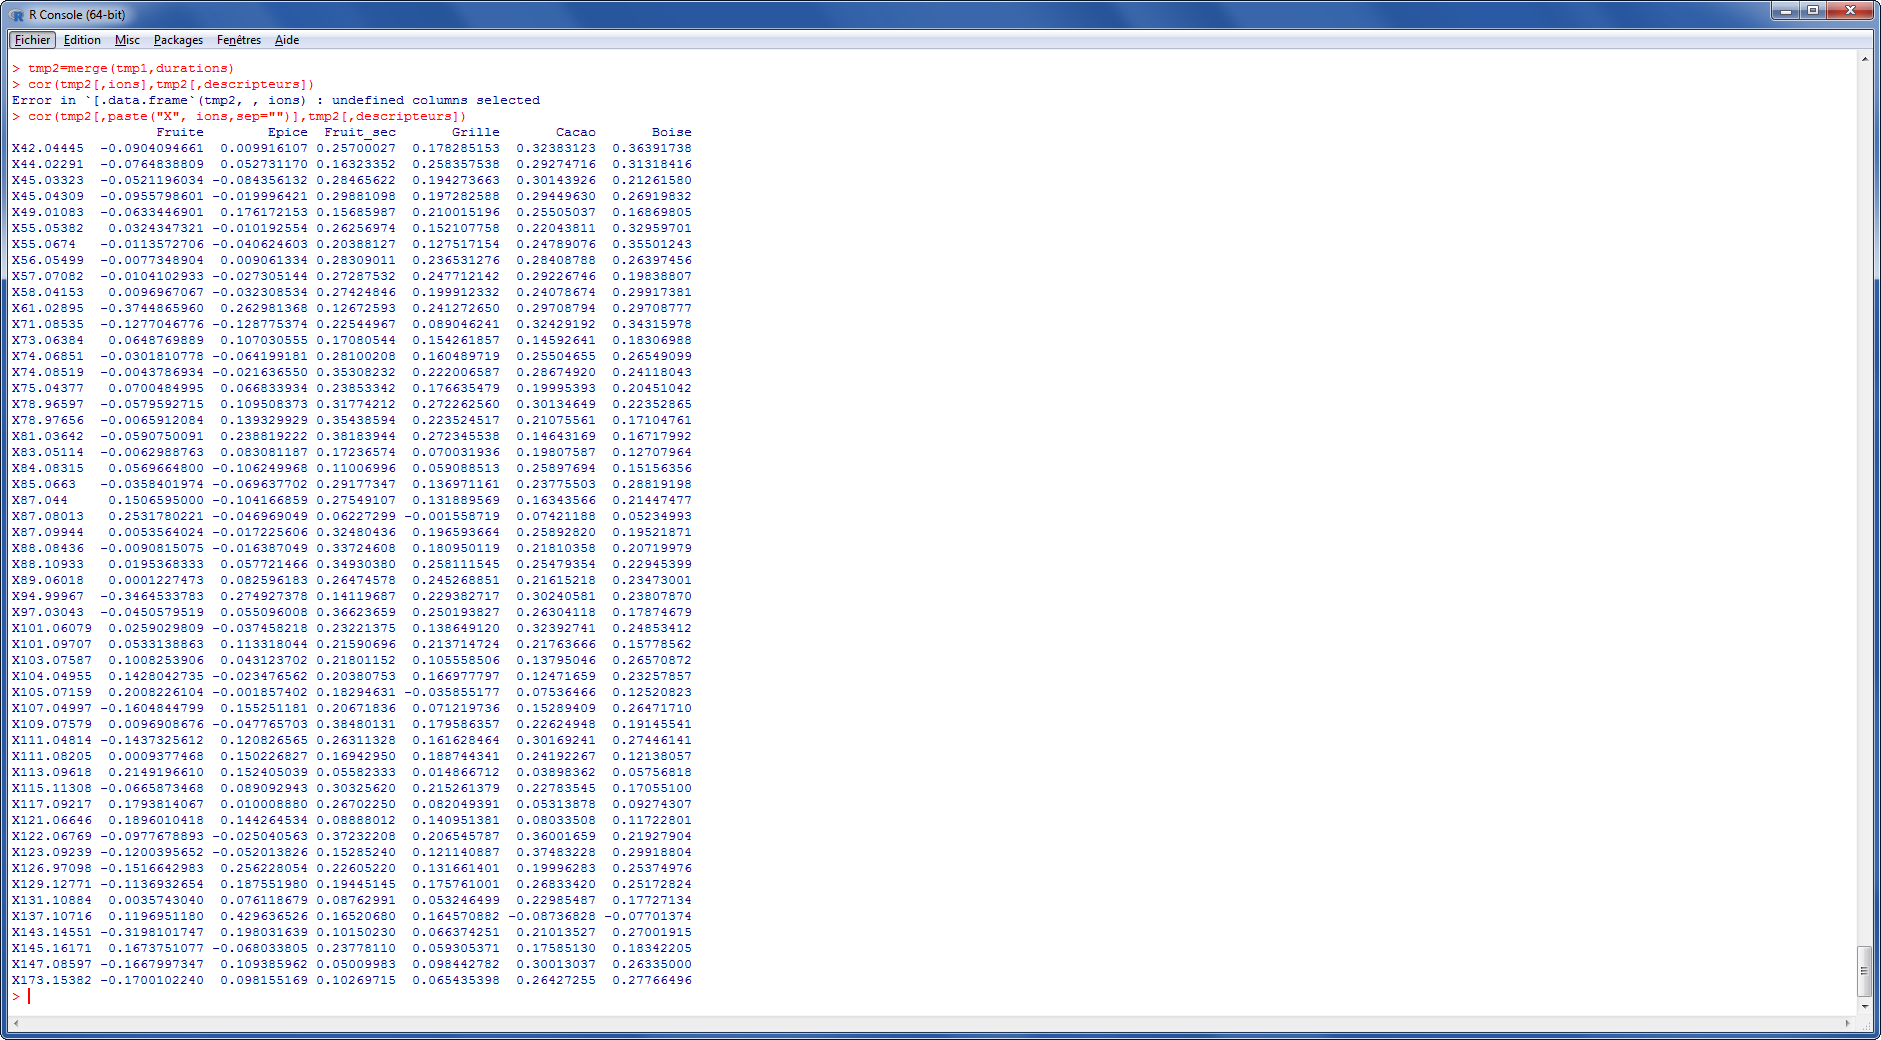 R Console (64-bit)
Fichier Edition Misc Packages Fenêtres Aide
> tmp2=merge(tmp1,durations)
> cor(tmp2[,ions],tmp2[,descripteurs])
Error in `[.data.frame`(tmp2, , ions) : undefined columns selected
> cor(tmp2[,paste("X", ions,sep="")],tmp2[,descripteurs])
Fruite Epice Fruit_sec Grille Cacao Boise
X42.04445 -0.0904094661 0.009916107 0.25700027 0.178285153 0.32383123 0.36391738
X44.02291 -0.0764838809 0.052731170 0.16323352 0.258357538 0.29274716 0.31318416
X45.03323 -0.0521196034 -0.084356132 0.28465622 0.194273663 0.30143926 0.21261580
X45.04309 -0.0955798601 -0.019996421 0.29881098 0.197282588 0.29449630 0.26919832
X49.01083 -0.0633446901 0.176172153 0.15685987 0.210015196 0.25505037 0.16869805
X55.05382 0.0324347321 -0.010192554 0.26256974 0.152107758 0.22043811 0.32959701
X55.0674 -0.0113572706 -0.040624603 0.20388127 0.127517154 0.24789076 0.35501243
X56.05499 -0.0077348904 0.009061334 0.28309011 0.236531276 0.28408788 0.26397456
X57.07082 -0.0104102933 -0.027305144 0.27287532 0.247712142 0.29226746 0.19838807
X58.04153 0.0096967067 -0.032308534 0.27424846 0.199912332 0.24078674 0.29917381
X61.02895 -0.3744865960 0.262981368 0.12672593 0.241272650 0.29708794 0.29708777
X71.08535 -0.1277046776 -0.128775374 0.22544967 0.089046241 0.32429192 0.34315978
X73.06384 0.0648769889 0.107030555 0.17080544 0.154261857 0.14592641 0.18306988
X74.06851 -0.0301810778 -0.064199181 0.28100208 0.160489719 0.25504655 0.26549099
X74.08519 -0.0043786934 -0.021636550 0.35308232 0.222006587 0.28674920 0.24118043
X75.04377 0.0700484995 0.066833934 0.23853342 0.176635479 0.19995393 0.20451042
X78.96597 -0.0579592715 0.109508373 0.31774212 0.272262560 0.30134649 0.22352865
X78.97656 -0.0065912084 0.139329929 0.35438594 0.223524517 0.21075561 0.17104761
X81.03642 -0.0590750091 0.238819222 0.38183944 0.272345538 0.14643169 0.16717992
X83.05114 -0.0062988763 0.083081187 0.17236574 0.070031936 0.19807587 0.12707964
X84.08315 0.0569664800 -0.106249968 0.11006996 0.059088513 0.25897694 0.15156356
X85.0663 -0.0358401974 -0.069637702 0.29177347 0.136971161 0.23775503 0.28819198
X87.044 0.1506595000 -0.104166859 0.27549107 0.131889569 0.16343566 0.21447477
X87.08013 0.2531780221 -0.046969049 0.06227299 -0.001558719 0.07421188 0.05234993
X87.09944 0.0053564024 -0.017225606 0.32480436 0.196593664 0.25892820 0.19521871
X88.08436 -0.0090815075 -0.016387049 0.33724608 0.180950119 0.21810358 0.20719979
X88.10933 0.0195368333 0.057721466 0.34930380 0.258111545 0.25479354 0.22945399
X89.06018 0.0001227473 0.082596183 0.26474578 0.245268851 0.21615218 0.23473001
X94.99967 -0.3464533783 0.274927378 0.14119687 0.229382717 0.30240581 0.23807870
X97.03043 -0.0450579519 0.055096008 0.36623659 0.250193827 0.26304118 0.17874679
X101.06079 0.0259029809 -0.037458218 0.23221375 0.138649120 0.32392741 0.24853412
X101.09707 0.0533138863 0.113318044 0.21590696 0.213714724 0.21763666 0.15778562
X103.07587 0.1008253906 0.043123702 0.21801152 0.105558506 0.13795046 0.26570872
X104.04955 0.1428042735 -0.023476562 0.20380753 0.166977797 0.12471659 0.23257857
X105.07159 0.2008226104 -0.001857402 0.18294631 -0.035855177 0.07536466 0.12520823
X107.04997 -0.1604844799 0.155251181 0.20671836 0.071219736 0.15289409 0.26471710
X109.07579 0.0096908676 -0.047765703 0.38480131 0.179586357 0.22624948 0.19145541
X111.04814 -0.1437325612 0.120826565 0.26311328 0.161628464 0.30169241 0.27446141
X111.08205 0.0009377468 0.150226827 0.16942950 0.188744341 0.24192267 0.12138057
X113.09618 0.2149196610 0.152405039 0.05582333 0.014866712 0.03898362 0.05756818
X115.11308 -0.0665873468 0.089092943 0.30325620 0.215261379 0.22783545 0.17055100
X117.09217 0.1793814067 0.010008880 0.26702250 0.082049391 0.05313878 0.09274307
X121.06646 0.1896010418 0.144264534 0.08888012 0.140951381 0.08033508 0.11722801
X122.06769 -0.0977678893 -0.025040563 0.37232208 0.206545787 0.36001659 0.21927904
X123.09239 -0.1200395652 -0.052013826 0.15285240 0.121140887 0.37483228 0.29918804
X126.97098 -0.1516642983 0.256228054 0.22605220 0.131661401 0.19996283 0.25374976
X129.12771 -0.1136932654 0.187551980 0.19445145 0.175761001 0.26833420 0.25172824
X131.10884 0.0035743040 0.076118679 0.08762991 0.053246499 0.22985487 0.17727134
X137.10716 0.1196951180 0.429636526 0.16520680 0.164570882 -0.08736828 -0.07701374
X143.14551 -0.3198101747 0.198031639 0.10150230 0.066374251 0.21013527 0.27001915
X145.16171 0.1673751077 -0.068033805 0.23778110 0.059305371 0.17585130 0.18342205
X147.08597 -0.1667997347 0.109385962 0.05009983 0.098442782 0.30013037 0.26335000
X173.15382 -0.1700102240 0.098155169 0.10269715 0.065435398 0.26427255 0.27766496
>